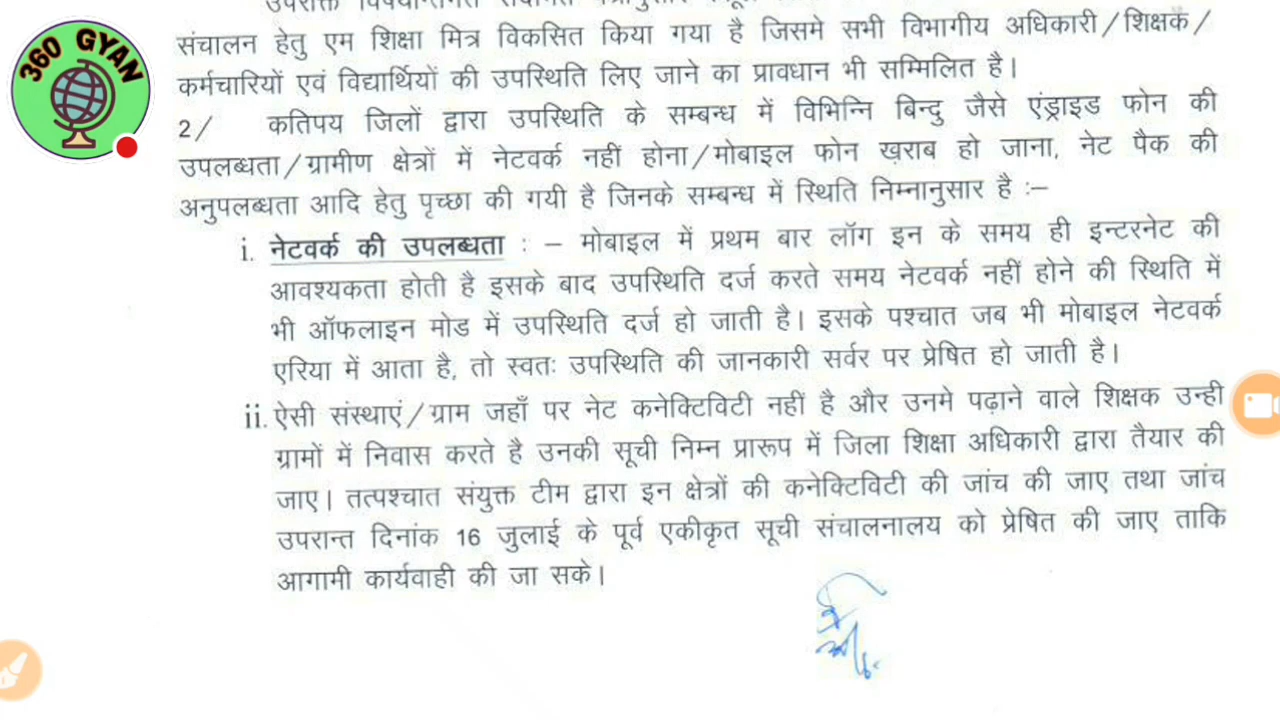 360 GYAN
संचालन हेतु एम शिक्षा मित्र विकसित किया गया है जिसमे सभी विभागीय अधिकारी/शिक्षक/
कर्मचारियों एवं विद्यार्थियों की उपस्थिति लिए जाने का प्रावधान भी सम्मिलित है।
2/ कतिपय जिलों द्वारा उपस्थिति के सम्बन्ध में विभिन्नि बिन्दु जैसे एंड्राइड फोन की
उपलब्धता/ग्रामीण क्षेत्रों में नेटवर्क नहीं होना/मोबाइल फोन ख़राब हो जाना, नेट पैक की
अनुपलब्धता आदि हेतु पृच्छा की गयी है जिनके सम्बन्ध में स्थिति निम्नानुसार है :–
i. नेटवर्क की उपलब्धता : – मोबाइल में प्रथम बार लॉग इन के समय ही इन्टरनेट की
आवश्यकता होती है इसके बाद उपस्थिति दर्ज करते समय नेटवर्क नहीं होने की स्थिति में
भी ऑफलाइन मोड में उपस्थिति दर्ज हो जाती है। इसके पश्चात जब भी मोबाइल नेटवर्क
एरिया में आता है, तो स्वतः उपस्थिति की जानकारी सर्वर पर प्रेषित हो जाती है।
ii. ऐसी संस्थाएं/ग्राम जहाँ पर नेट कनेक्टिविटी नहीं है और उनमे पढ़ाने वाले शिक्षक उन्ही
ग्रामों में निवास करते है उनकी सूची निम्न प्रारूप में जिला शिक्षा अधिकारी द्वारा तैयार की
जाए। तत्पश्चात संयुक्त टीम द्वारा इन क्षेत्रों की कनेक्टिविटी की जांच की जाए तथा जांच
उपरान्त दिनांक 16 जुलाई के पूर्व एकीकृत सूची संचालनालय को प्रेषित की जाए ताकि
आगामी कार्यवाही की जा सके।